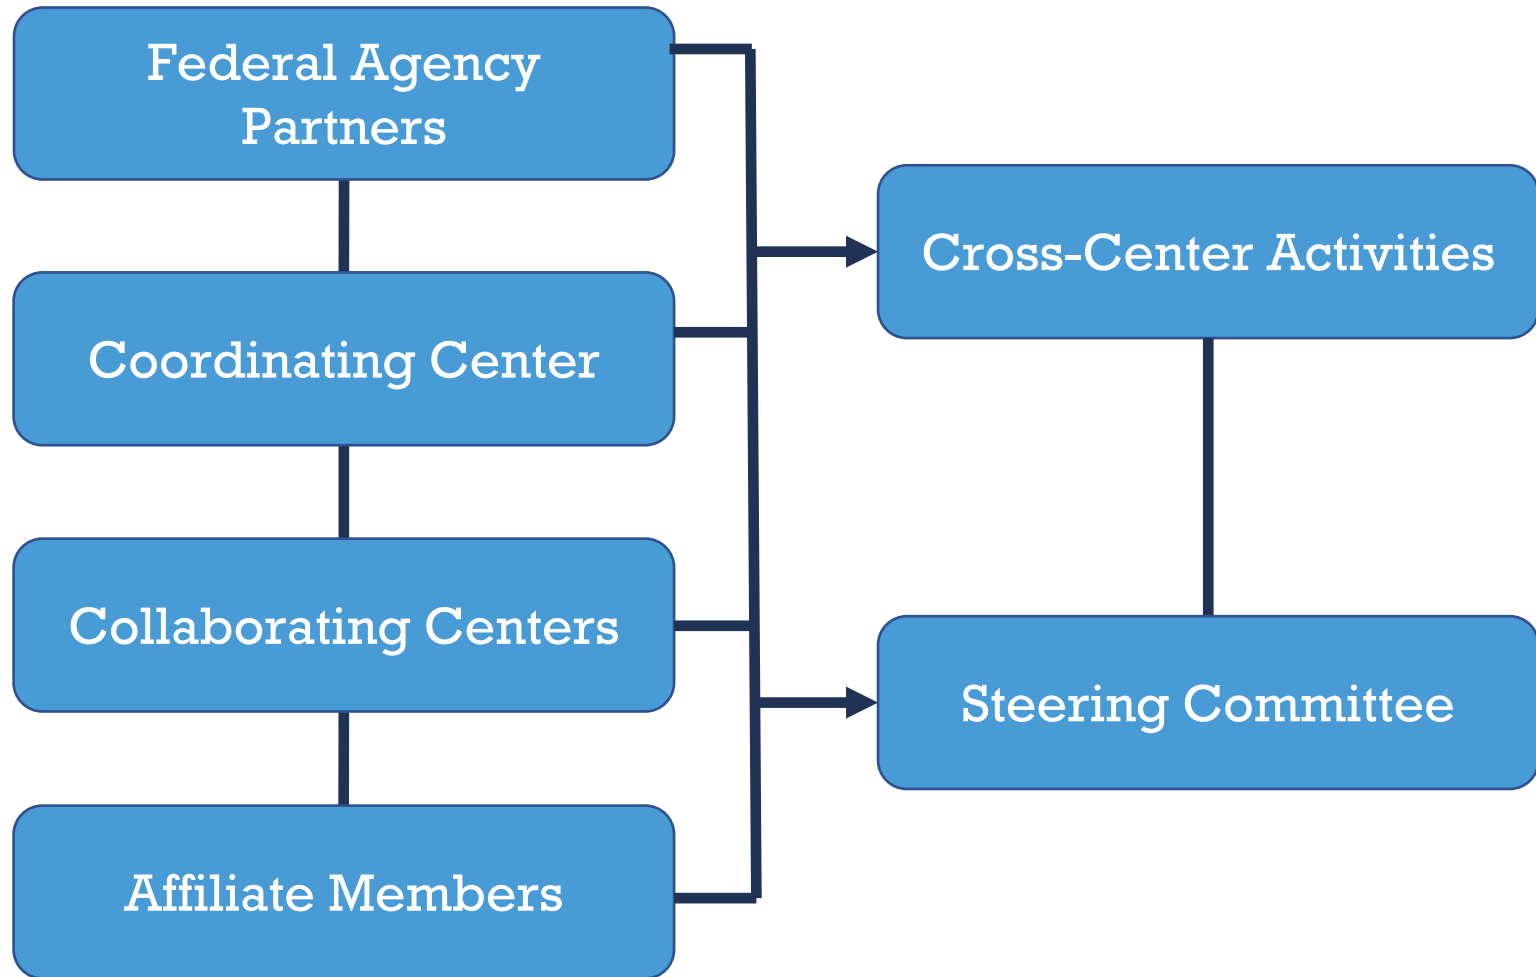 Federal Agency
Partners
Coordinating Center
Collaborating Centers
Affiliate Members
Cross-Center Activities
Steering Committee